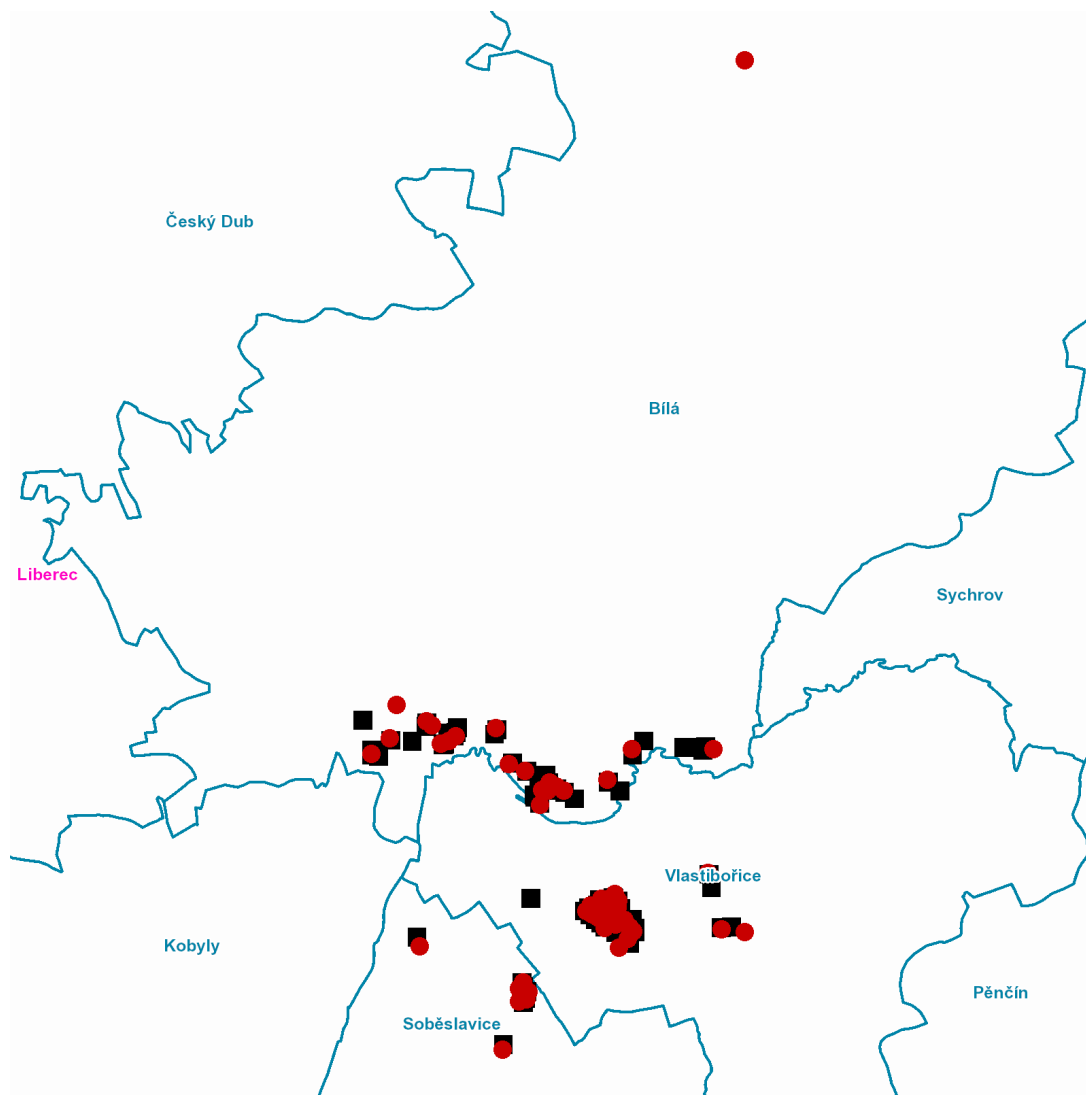 Český Dub
Bílá
Liberec
Sychrov
Vlastibořice
Kobyly
Pěnčín
Soběslavice